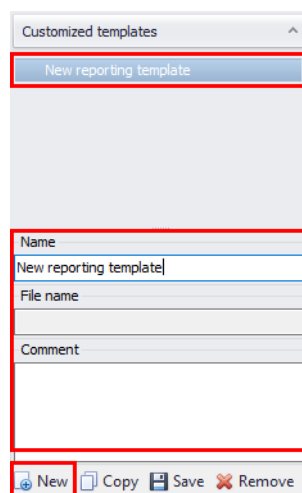 Customized templates
New reporting template
Name
New reporting template
File name
Comment
New Copy Save Remove